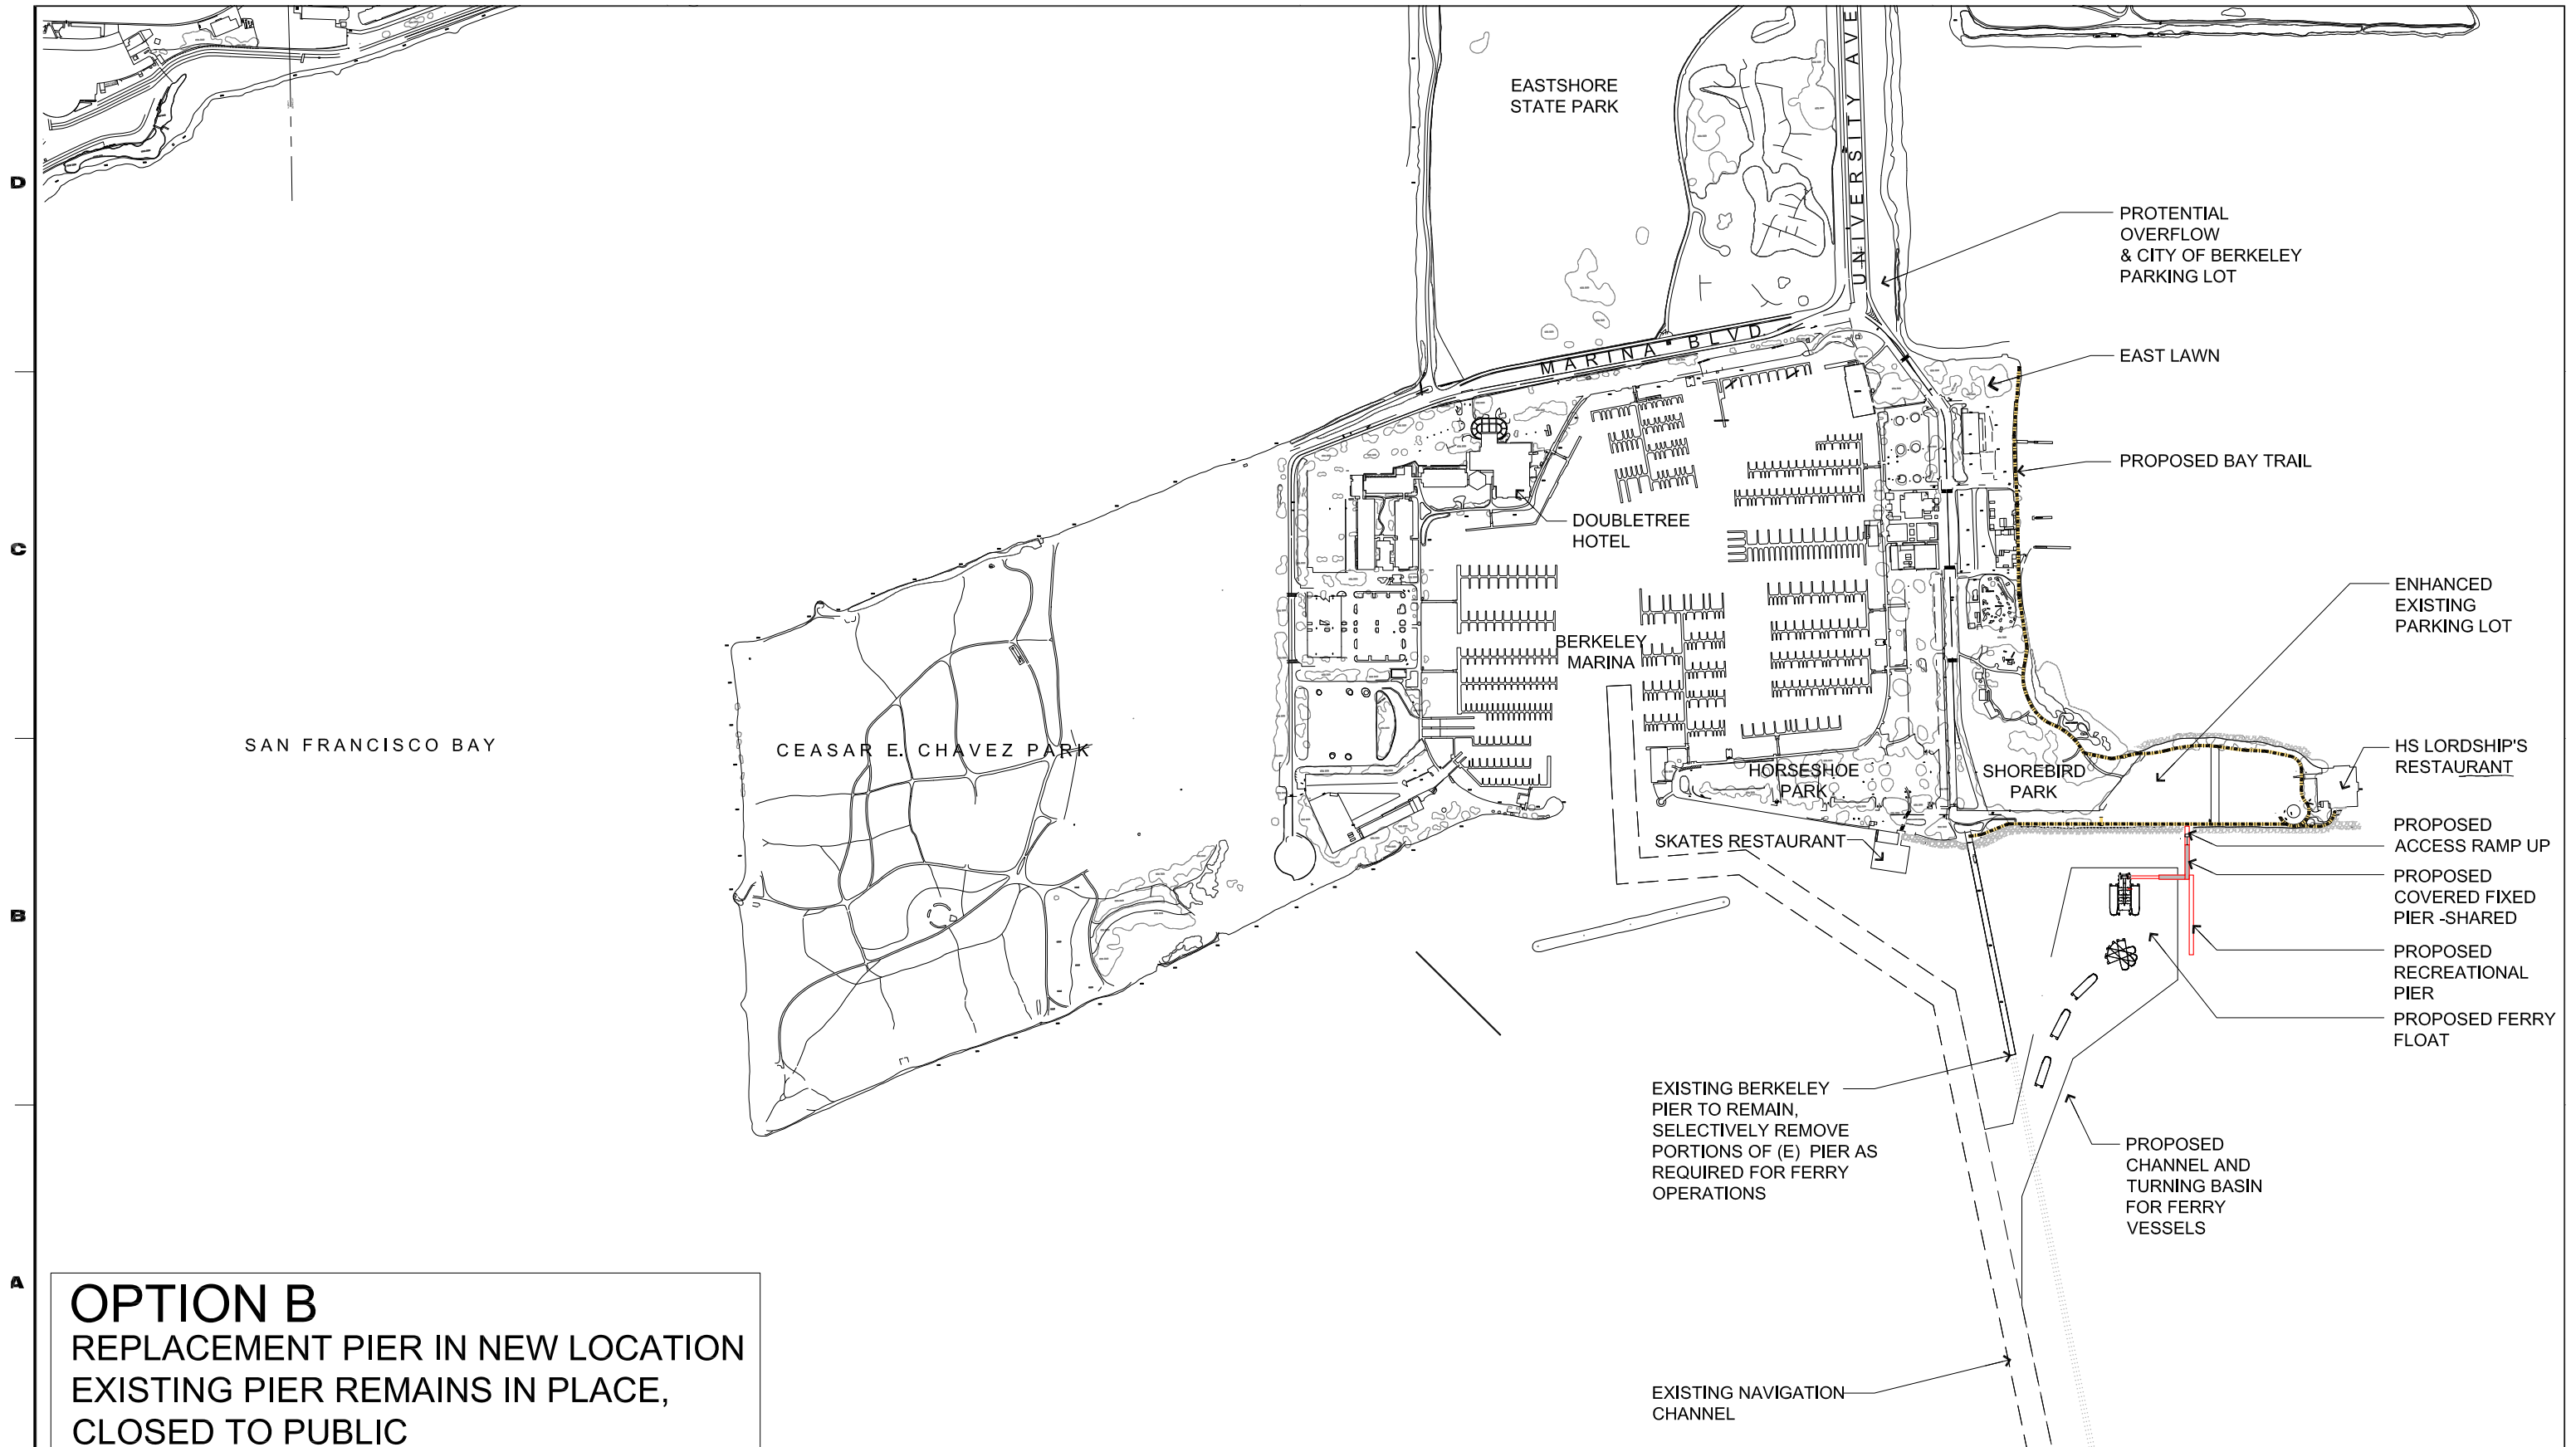 D
C
B
A
EASTSHORE
STATE PARK
UNIVERSITY AVE
MARINA BLVD
PROTENTIAL
OVERFLOW
& CITY OF BERKELEY
PARKING LOT
EAST LAWN
PROPOSED BAY TRAIL
DOUBLETREE
HOTEL
ENHANCED
EXISTING
PARKING LOT
BERKELEY
MARINA
SAN FRANCISCO BAY
CEASAR E. CHAVEZ PARK
HORSESHOE
PARK
SHOREBIRD
PARK
HS LORDSHIP'S
RESTAURANT
SKATES RESTAURANT
PROPOSED
ACCESS RAMP UP
PROPOSED
COVERED FIXED
PIER -SHARED
PROPOSED
RECREATIONAL
PIER
PROPOSED FERRY
FLOAT
EXISTING BERKELEY
PIER TO REMAIN,
SELECTIVELY REMOVE
PORTIONS OF (E) PIER AS
REQUIRED FOR FERRY
OPERATIONS
PROPOSED
CHANNEL AND
TURNING BASIN
FOR FERRY
VESSELS
EXISTING NAVIGATION
CHANNEL
OPTION B
REPLACEMENT PIER IN NEW LOCATION
EXISTING PIER REMAINS IN PLACE,
CLOSED TO PUBLIC